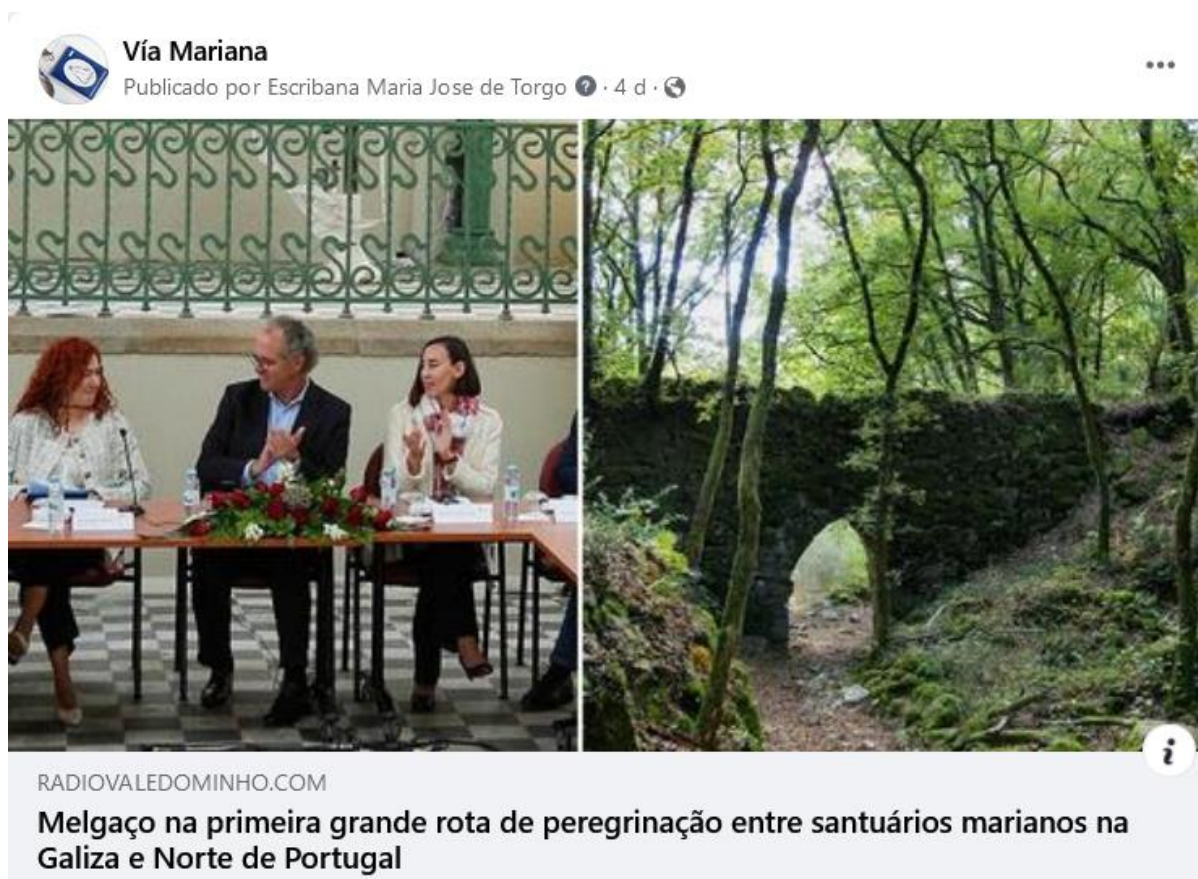 Vía Mariana
Publicado por Escribana Maria Jose de Torgo · 4 d ·
RADIOVALEDOMINHO.COM
Melgaço na primeira grande rota de peregrinação entre santuários marianos na
Galiza e Norte de Portugal